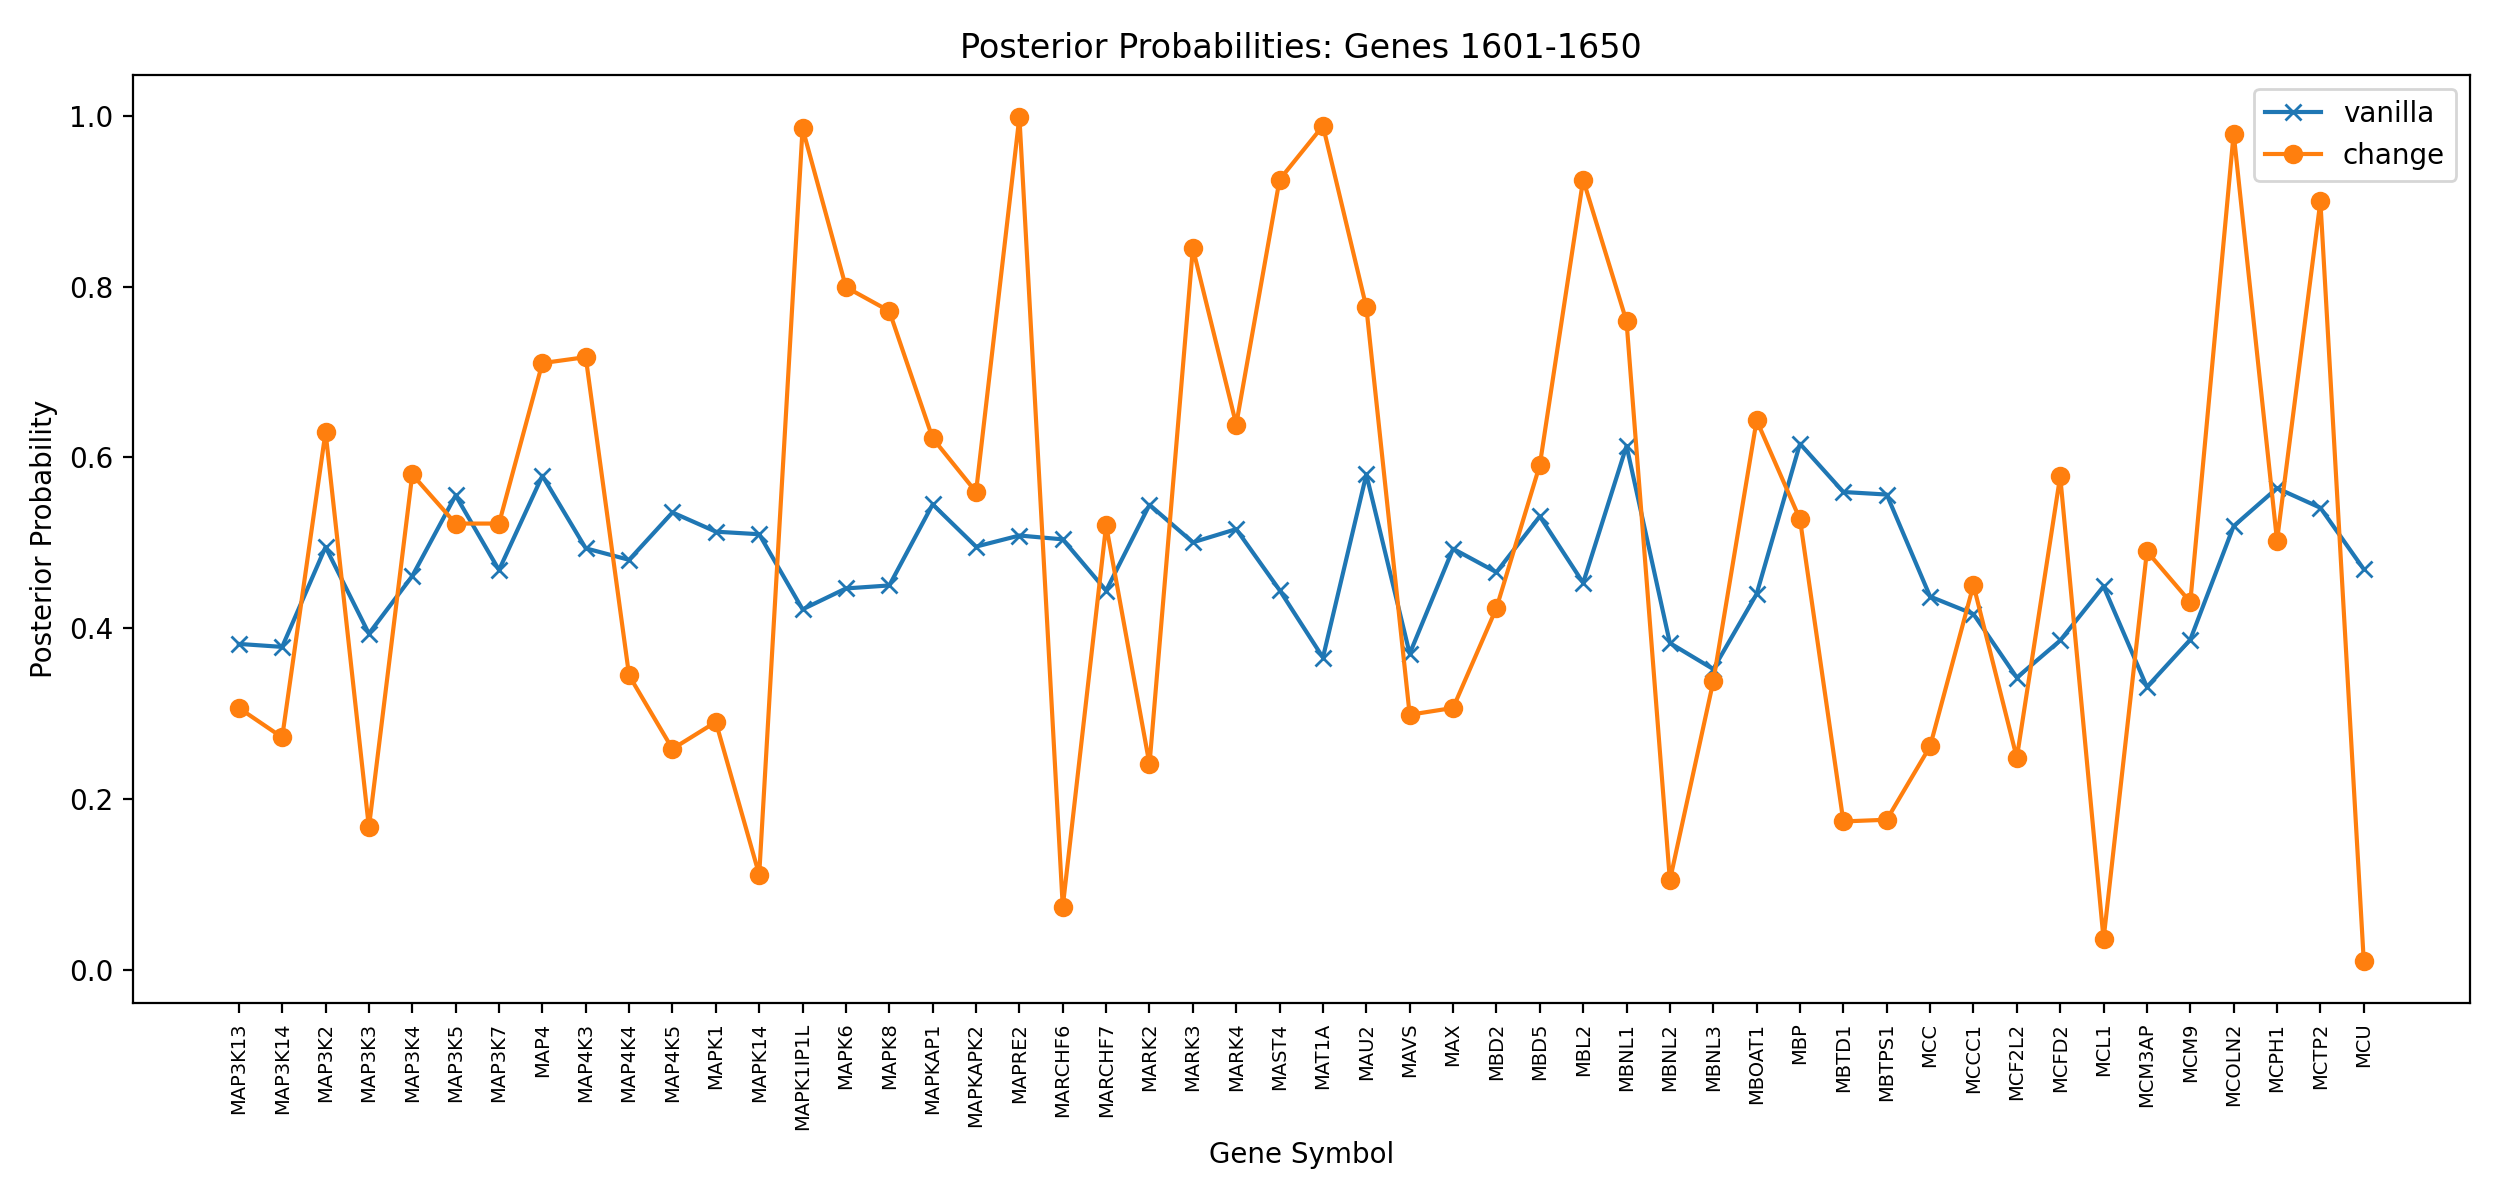 Posterior Probabilities: Genes 1601-1650
vanilla
change
Posterior Probability
1.0
0.8
0.6
0.4
0.2
0.0
MAP3K13
MAP3K14
MAP3K2
MAP3K3
MAP3K4
MAP3K5
MAP3K7
MAP4
MAP4K3
MAP4K4
MAP4K5
MAPK1
MAPK14
MAPK1IP1L
MAPK6
MAPK8
MAPKAP1
MAPKAPK2
MAPRE2
MARCHF6
MARCHF7
MARK2
MARK3
MARK4
MAST4
MAT1A
MAU2
MAVS
MAX
MBD2
MBD5
MBL2
MBNL1
MBNL2
MBNL3
MBOAT1
MBP
MBTD1
MBTPS1
MCC
MCCC1
MCF2L2
MCFD2
MCL1
MCM3AP
MCM9
MCOLN2
MCPH1
MCTP2
MCU
Gene Symbol